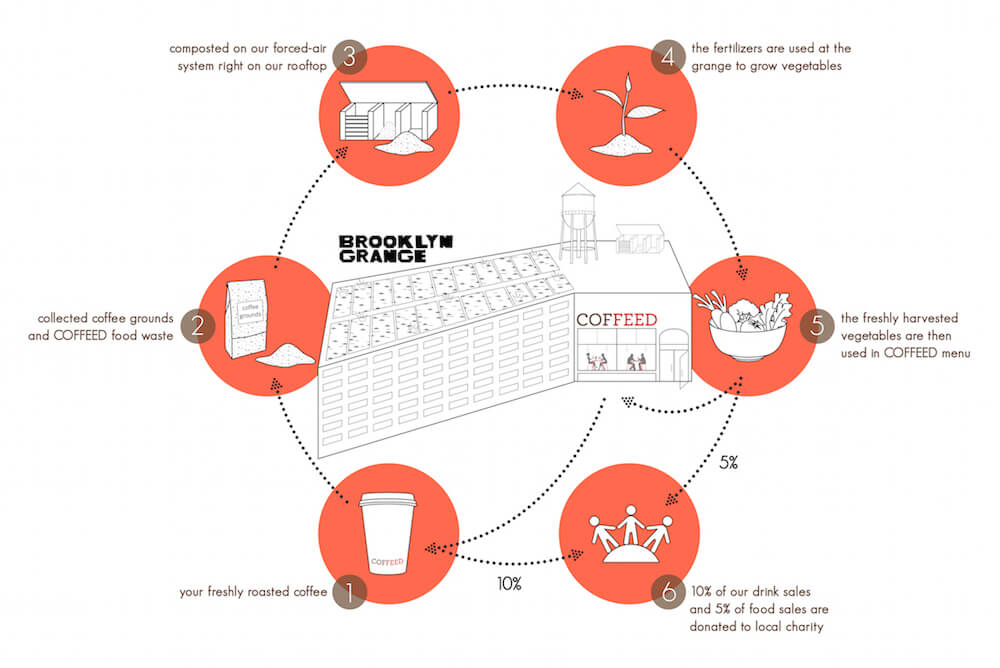 composted on our forced-air
system right on our rooftop
3
4
the fertilizers are used at the
grange to grow vegetables
BROOKLYN
GRANGE
collected coffee grounds
and COFFEED food waste
2
coffee
grounds
COFFEED
5
the freshly harvested
vegetables are then
used in COFFEED menu
5%
your freshly roasted coffee
1
COFFEED
10%
6
10% of our drink sales
and 5% of food sales are
donated to local charity